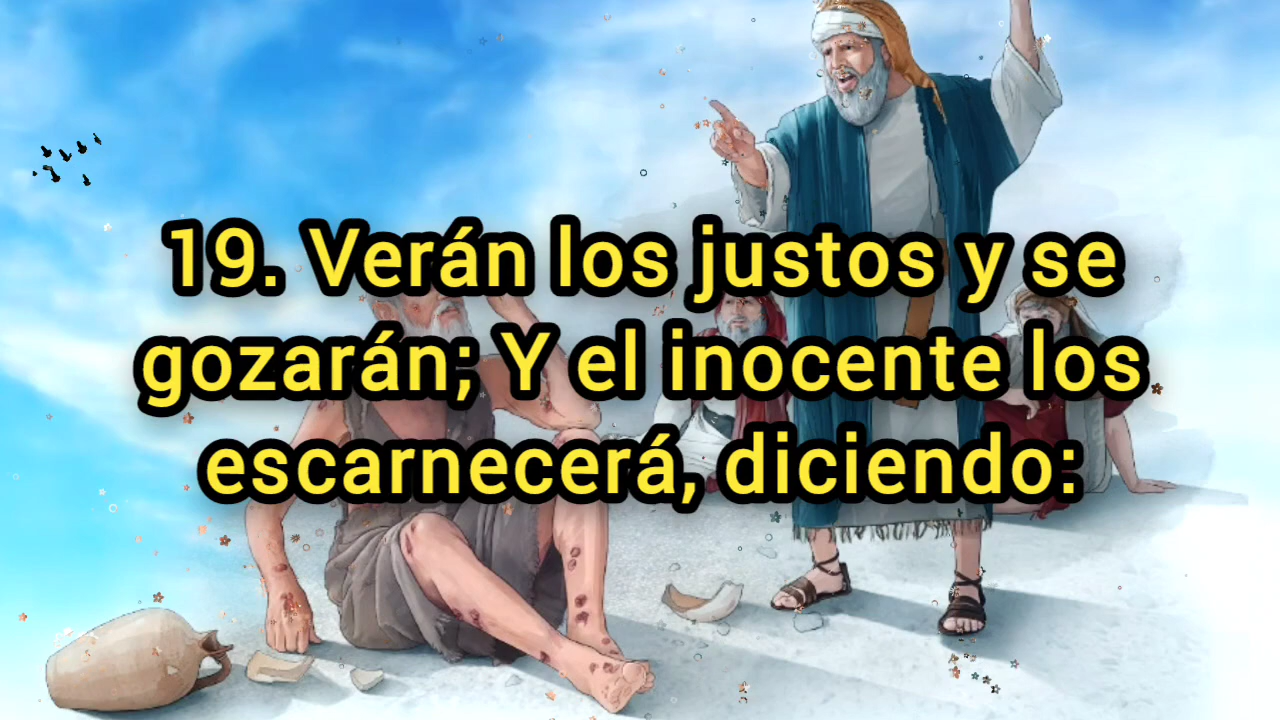 19. Verán los justos y se
gozarán; Y el inocente los
escarnecerá, diciendo: